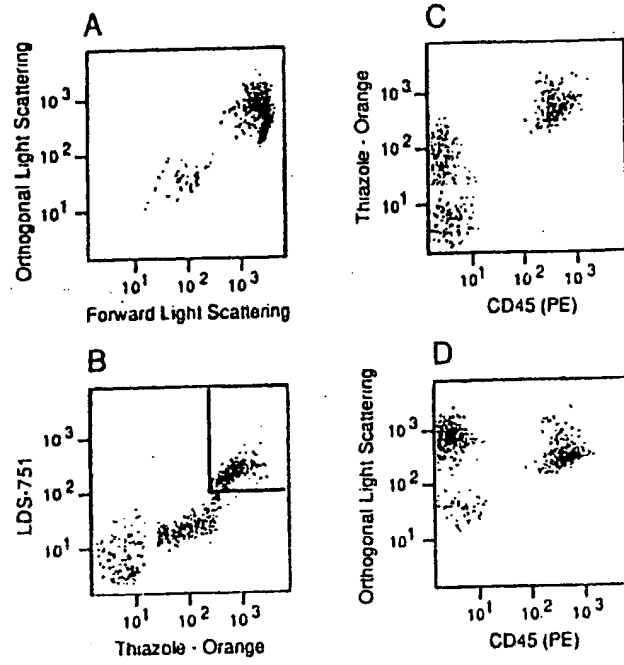 A
Orthogonal Light Scattering
10³
10²
10¹
10¹ 10² 10³
Forward Light Scattering
B
LDS-751
10³
10²
10¹
10¹ 10² 10³
Thiazole - Orange
C
Thiazole - Orange
10³
10²
10¹
10¹ 10² 10³
CD45 (PE)
D
Orthogonal Light Scattering
10³
10²
10¹
10¹ 10.² 10³
CD45 (PE)